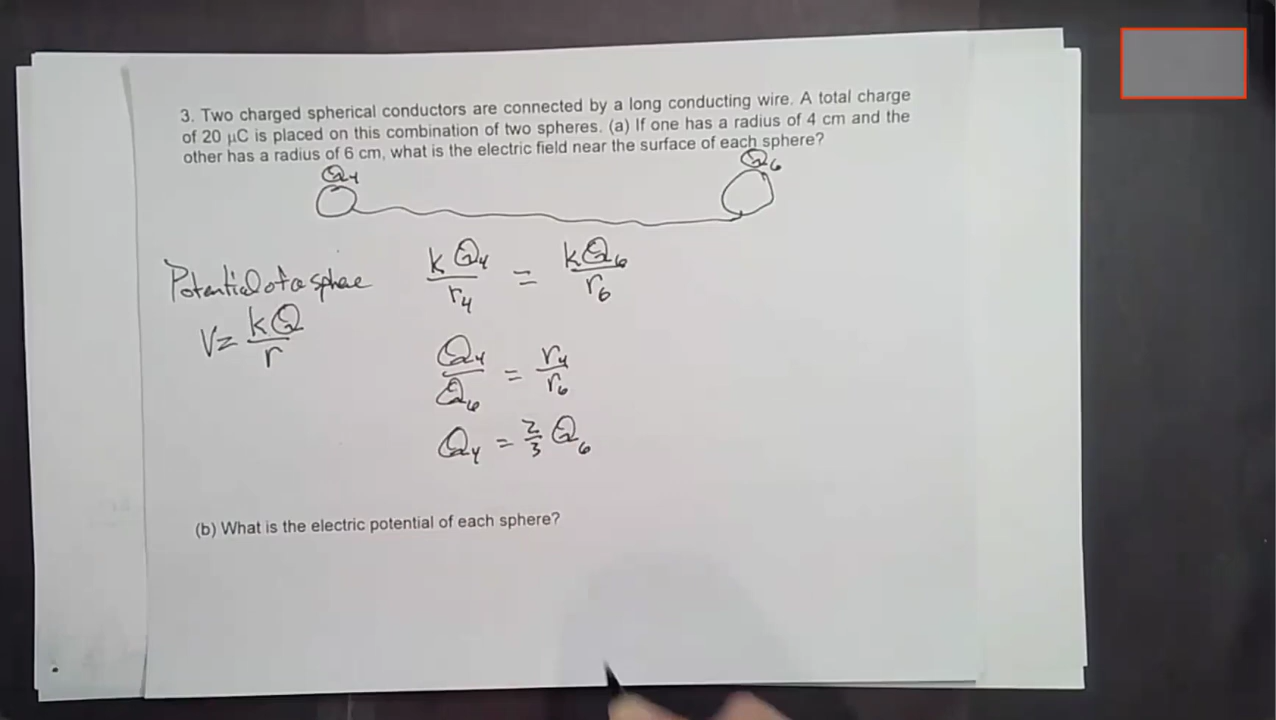 3. Two charged spherical conductors are connected by a long conducting wire. A total charge
of 20 μC is placed on this combination of two spheres. (a) If one has a radius of 4 cm and the
other has a radius of 6 cm, what is the electric field near the surface of each sphere?
Q₄ Q₆
Potential of a sphere
V = kQ/r
kQ₄/r₄ = kQ₆/r₆
Q₄/Q₆ = r₄/r₆
Q₄ = 2/3 Q₆
(b) What is the electric potential of each sphere?